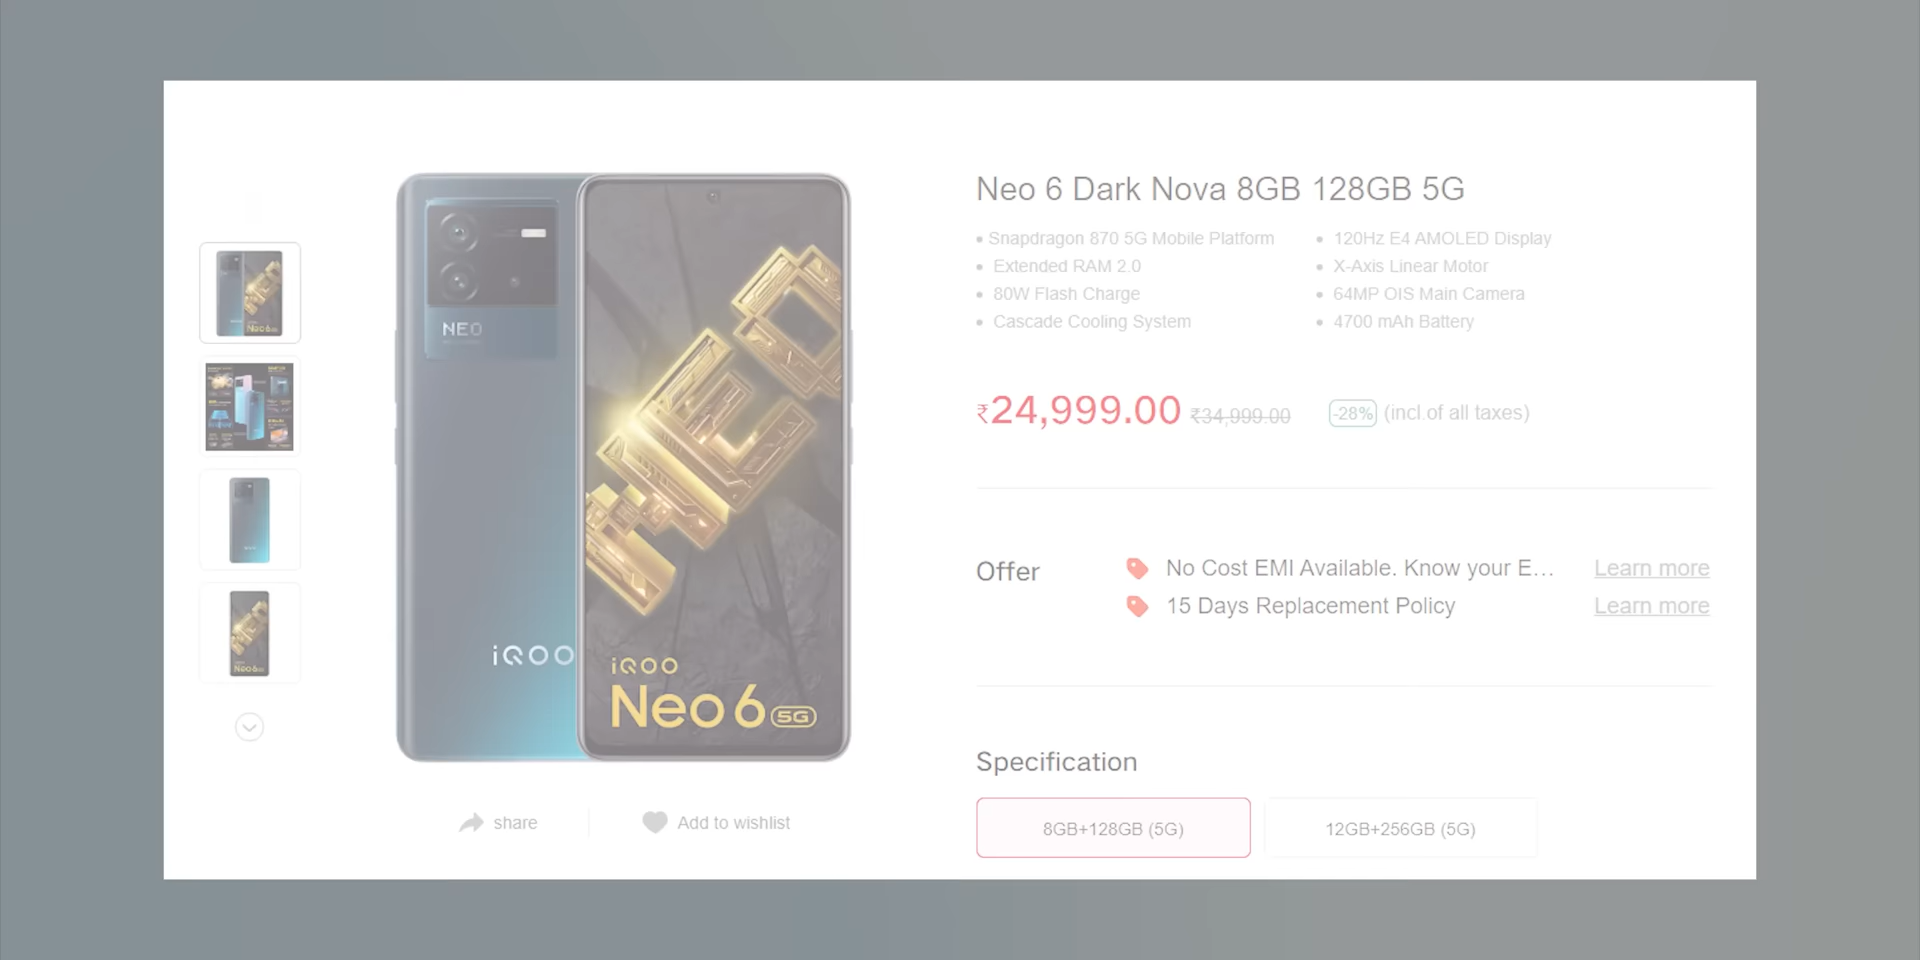 NEO
iQOO
iQOO
Neo 6 5G
share
Add to wishlist
Neo 6 Dark Nova 8GB 128GB 5G
• Snapdragon 870 5G Mobile Platform
• Extended RAM 2.0
• 80W Flash Charge
• Cascade Cooling System
• 120Hz E4 AMOLED Display
• X-Axis Linear Motor
• 64MP OIS Main Camera
• 4700 mAh Battery
₹24,999.00 ₹34,999.00 -28% (incl.of all taxes)
Offer
No Cost EMI Available. Know your E... Learn more
15 Days Replacement Policy Learn more
Specification
8GB+128GB (5G)
12GB+256GB (5G)